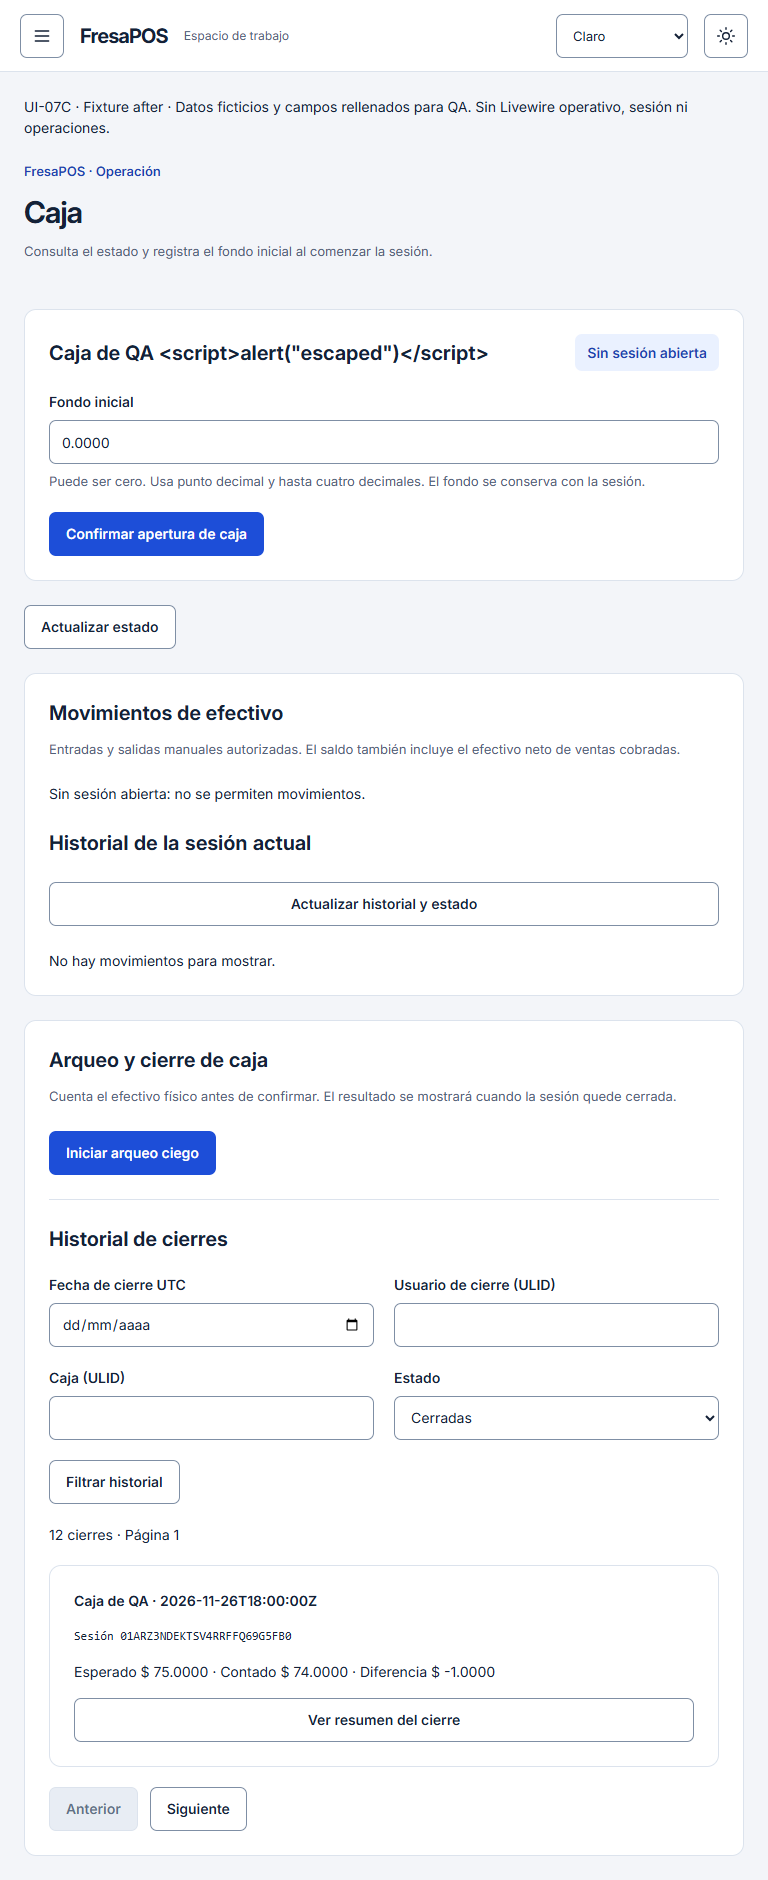 FresaPOS
Espacio de trabajo
Claro
UI-07C · Fixture after · Datos ficticios y campos rellenados para QA. Sin Livewire operativo, sesión ni
operaciones.
FresaPOS · Operación
Caja
Consulta el estado y registra el fondo inicial al comenzar la sesión.
Caja de QA <script>alert("escaped")</script>
Sin sesión abierta
Fondo inicial
0.0000
Puede ser cero. Usa punto decimal y hasta cuatro decimales. El fondo se conserva con la sesión.
Confirmar apertura de caja
Actualizar estado
Movimientos de efectivo
Entradas y salidas manuales autorizadas. El saldo también incluye el efectivo neto de ventas cobradas.
Sin sesión abierta: no se permiten movimientos.
Historial de la sesión actual
Actualizar historial y estado
No hay movimientos para mostrar.
Arqueo y cierre de caja
Cuenta el efectivo físico antes de confirmar. El resultado se mostrará cuando la sesión quede cerrada.
Iniciar arqueo ciego
Historial de cierres
Fecha de cierre UTC
Usuario de cierre (ULID)
dd/mm/aaaa
Caja (ULID)
Estado
Cerradas
Filtrar historial
12 cierres · Página 1
Caja de QA · 2026-11-26T18:00:00Z
Sesión 01ARZ3NDEKTSV4RRFFQ69G5FB0
Esperado $ 75.0000 · Contado $ 74.0000 · Diferencia $ -1.0000
Ver resumen del cierre
Anterior
Siguiente